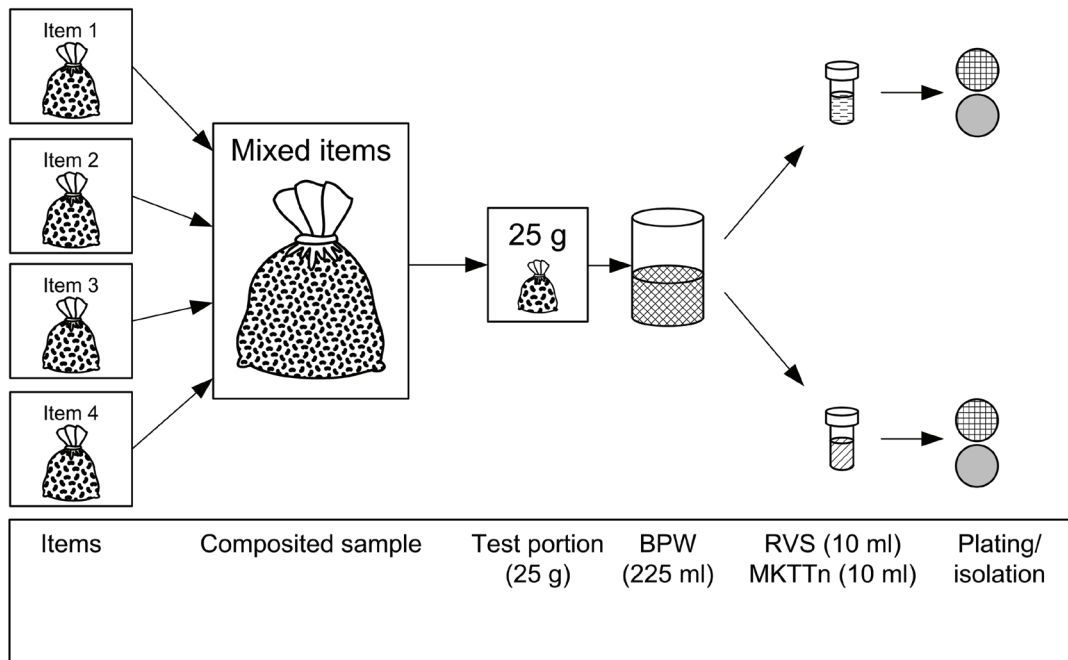 Item 1
Item 2
Item 3
Item 4
Mixed items
25 g
Items
Composited sample
Test portion
(25 g)
BPW
(225 ml)
RVS (10 ml)
MKTTn (10 ml)
Plating/
isolation